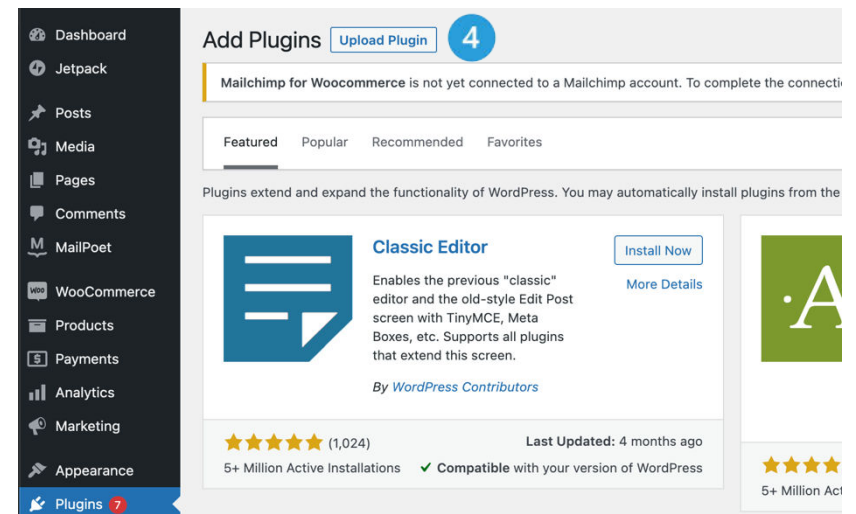 Dashboard
Jetpack
Posts
Media
Pages
Comments
M MailPoet
Woo WooCommerce
Products
$ Payments
Analytics
Marketing
Appearance
Plugins 7
Add Plugins Upload Plugin 4
Mailchimp for Woocommerce is not yet connected to a Mailchimp account. To complete the connecti
Featured Popular Recommended Favorites
Plugins extend and expand the functionality of WordPress. You may automatically install plugins from the
Classic Editor
Install Now
More Details
Enables the previous "classic"
editor and the old-style Edit Post
screen with TinyMCE, Meta
Boxes, etc. Supports all plugins
that extend this screen.
By WordPress Contributors
(1,024)
Last Updated: 4 months ago
5+ Million Active Installations
✓ Compatible with your version of WordPress
·A
5+ Million Act